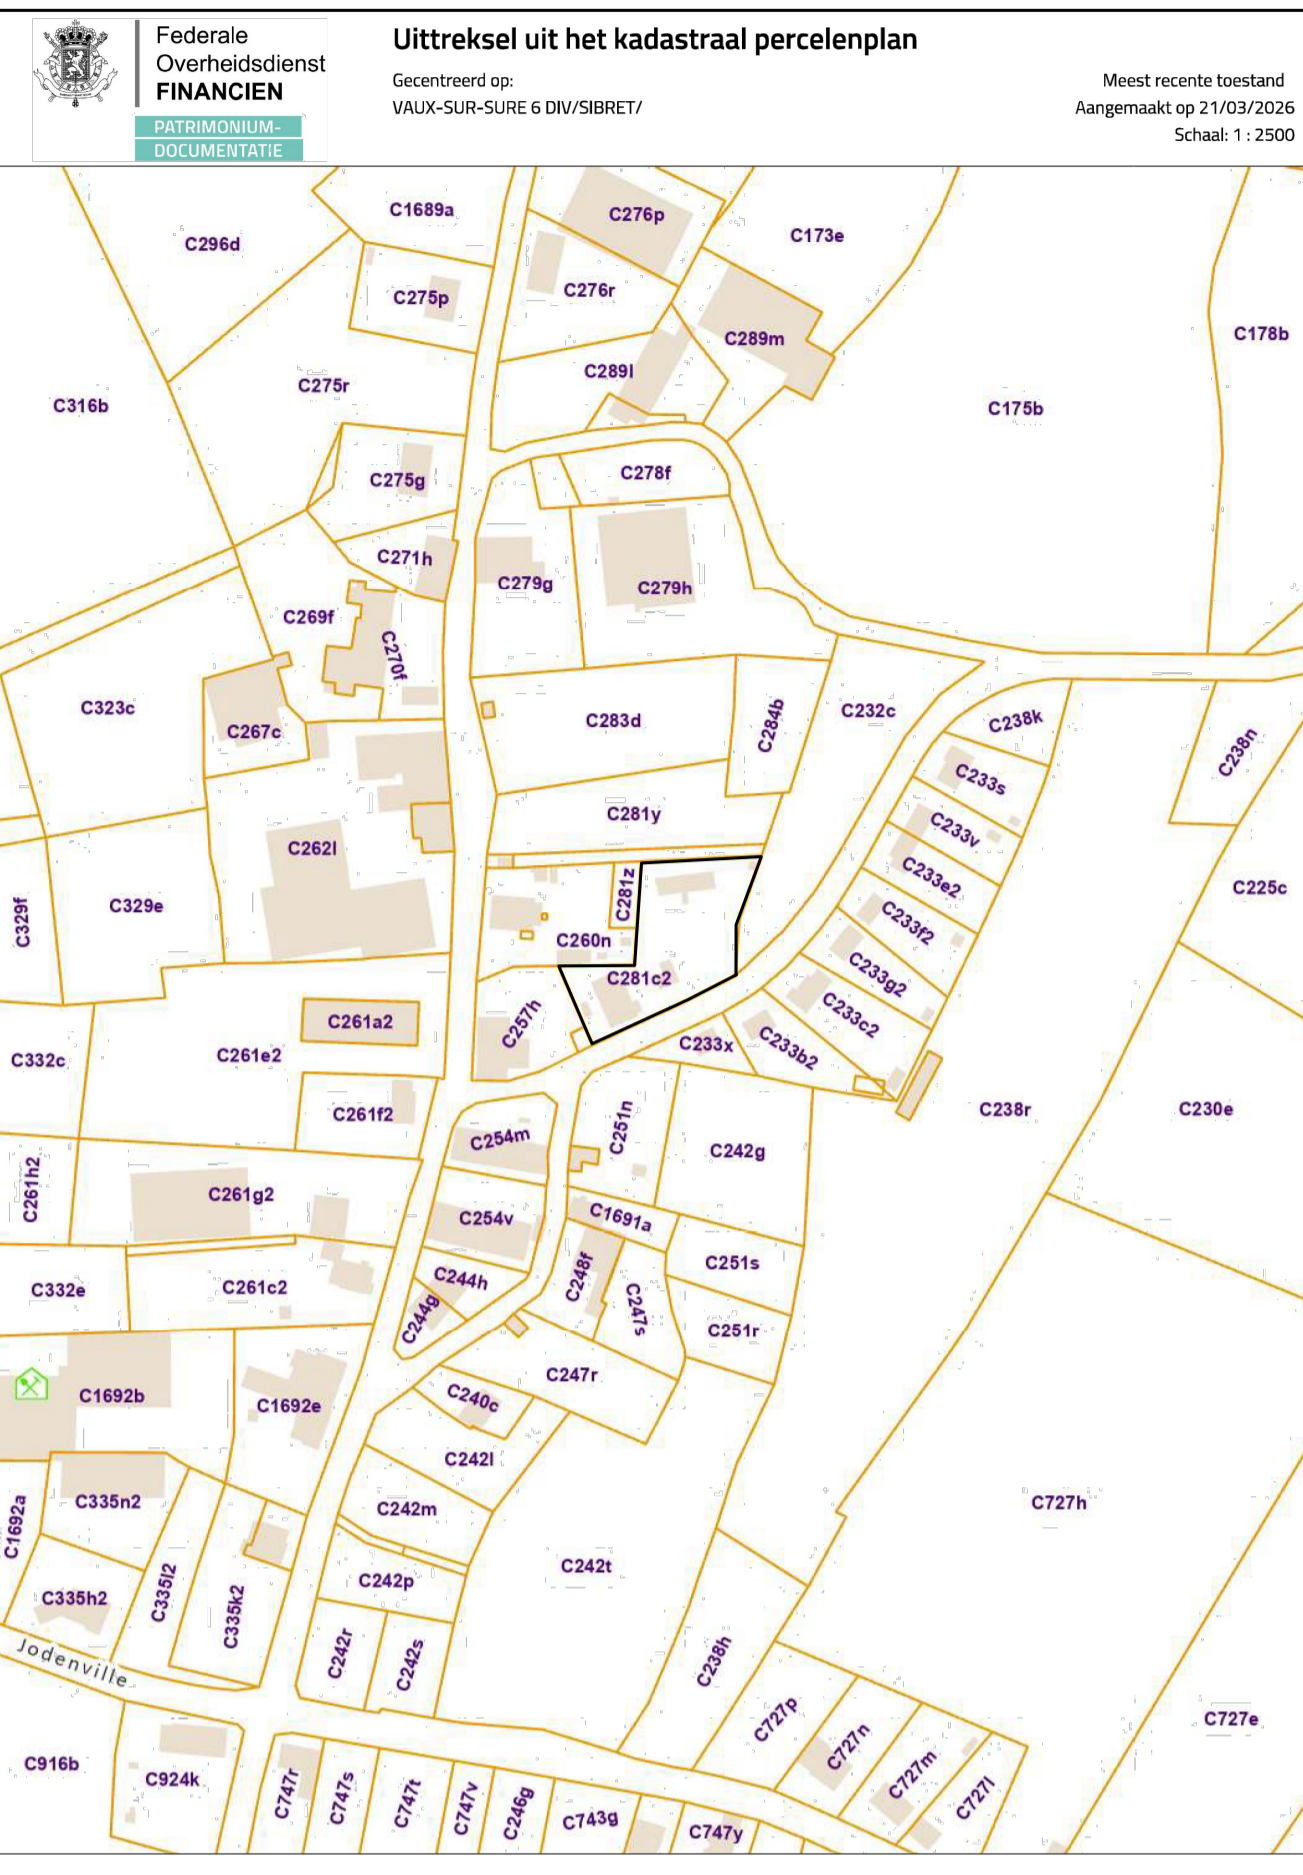 Federale
Overheidsdienst
FINANCIEN
PATRIMONIUM-
DOCUMENTATIE
Uittreksel uit het kadastraal percelenplan
Gecentreerd op:
VAUX-SUR-SURE 6 DIV/SIBRET/
Meest recente toestand
Aangemaakt op 21/03/2026
Schaal: 1 : 2500
C1689a
C276p
C173e
C296d
C275p
C276r
C178b
C289m
C289l
C275r
C316b
C175b
C278f
C275g
C271h
C279g
C279h
C269f
C270f
C323c
C283d
C284b
C232c
C238k
C267c
C238n
C233s
C281y
C233v
C262l
C233e2
C281z
C225c
C329e
C329f
C233f2
C260n
C233g2
C281c2
C233c2
C261a2
C257h
C233x
C233b2
C332c
C261e2
C261f2
C238r
C230e
C254m
C251n
C242g
C261h2
C261g2
C254v
C1691a
C251s
C332e
C261c2
C244h
C248f
C247s
C244g
C251r
C247r
C1692b
C1692e
C240c
C242l
C335n2
C242m
C727h
C1692a
C242t
C242p
C335h2
C335l2
C335k2
C242r
C242s
C238h
Jodenville
C727p
C727e
C727n
C916b
C924k
C727m
C747r
C747s
C747t
C747v
C246g
C743g
C727l
C747y